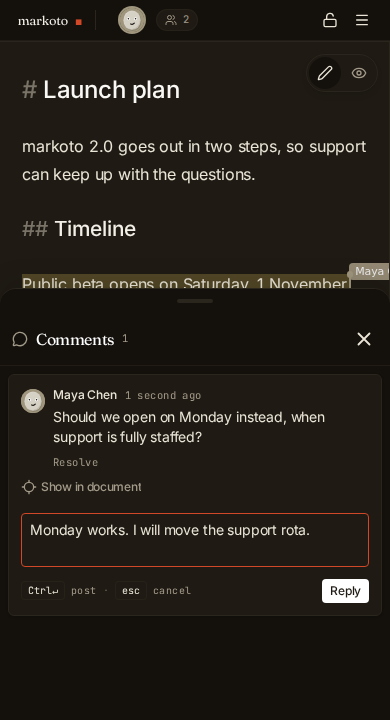 markoto
2
# Launch plan
markoto 2.0 goes out in two steps, so support
can keep up with the questions.
## Timeline
Maya
Public beta opens on Saturday, 1 November
Comments 1
Maya Chen 1 second ago
Should we open on Monday instead, when
support is fully staffed?
Resolve
Show in document
Monday works. I will move the support rota.
Ctrl↵ post · esc cancel
Reply